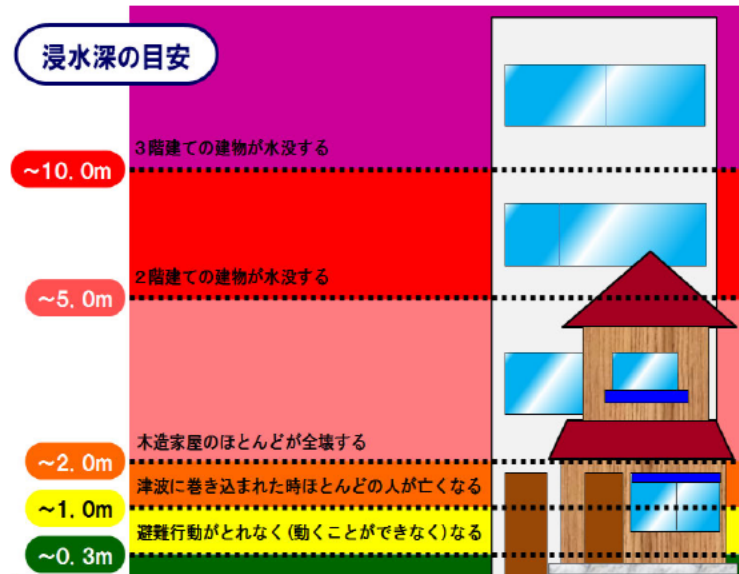 浸水深の目安
3階建ての建物が水没する
～10.0m
2階建ての建物が水没する
～5.0m
木造家屋のほとんどが全壊する
～2.0m
津波に巻き込まれた時ほとんどの人が亡くなる
～1.0m
避難行動がとれなく(動くことができなく)なる
～0.3m